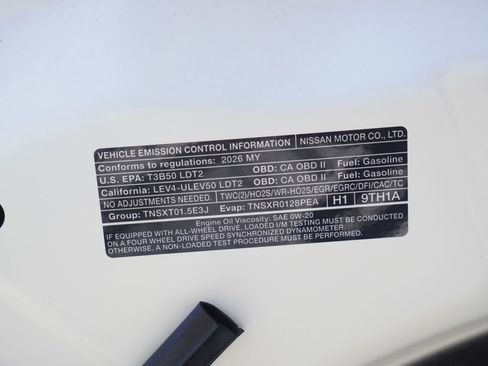 VEHICLE EMISSION CONTROL INFORMATION NISSAN MOTOR CO., LTD.
Conforms to regulations: 2026 MY
U.S. EPA: T3B50 LDT2 OBD: CA OBD II Fuel: Gasoline
California: LEV4-ULEV50 LDT2 OBD: CA OBD II Fuel: Gasoline
NO ADJUSTMENTS NEEDED. TWC(2)/HO2S/WR-HO2S/EGR/EGRC/DFI/CAC/TC
Group: TNSXT01.5E3J Evap: TNSXR0128PEA H1 9TH1A
Engine Oil Viscosity: SAE 0W-20
IF EQUIPPED WITH ALL-WHEEL DRIVE, LOADED I/M TESTING MUST BE CONDUCTED
ON A FOUR WHEEL DRIVE SPEED SYNCHRONIZED DYNAMOMETER.
OTHERWISE, A NON-LOADED TEST PROCEDURE MUST BE PERFORMED.